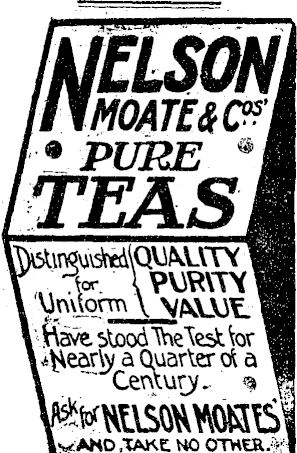 NELSON
MOATE & Cos'
PURE
TEAS
Distinguished QUALITY
for PURITY
Uniform VALUE
Have stood The Test for
Nearly a Quarter of a
Century.
Ask for NELSON MOATES'
AND TAKE NO OTHER.